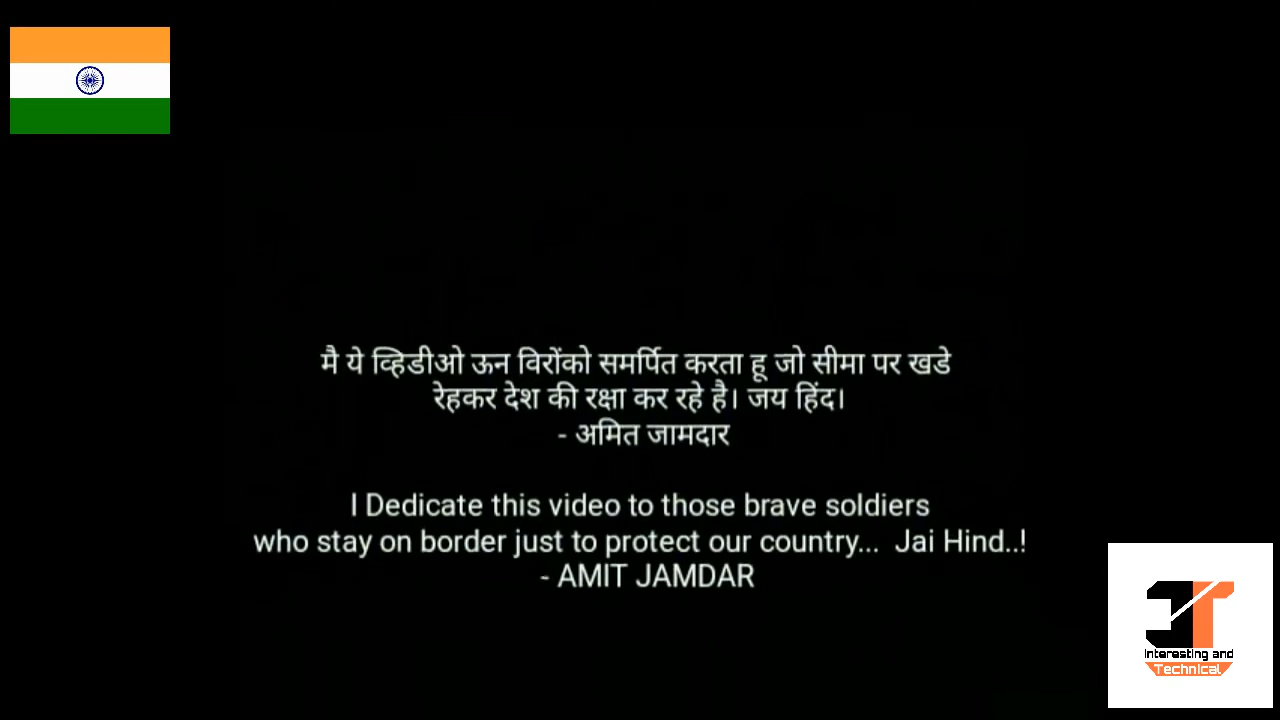 मै ये व्हिडीओ ऊन विरोंको समर्पित करता हू जो सीमा पर खडे
रेहकर देश की रक्षा कर रहे है। जय हिंद।
- अमित जामदार
I Dedicate this video to those brave soldiers
who stay on border just to protect our country... Jai Hind..!
- AMIT JAMDAR
Interesting and
Technical